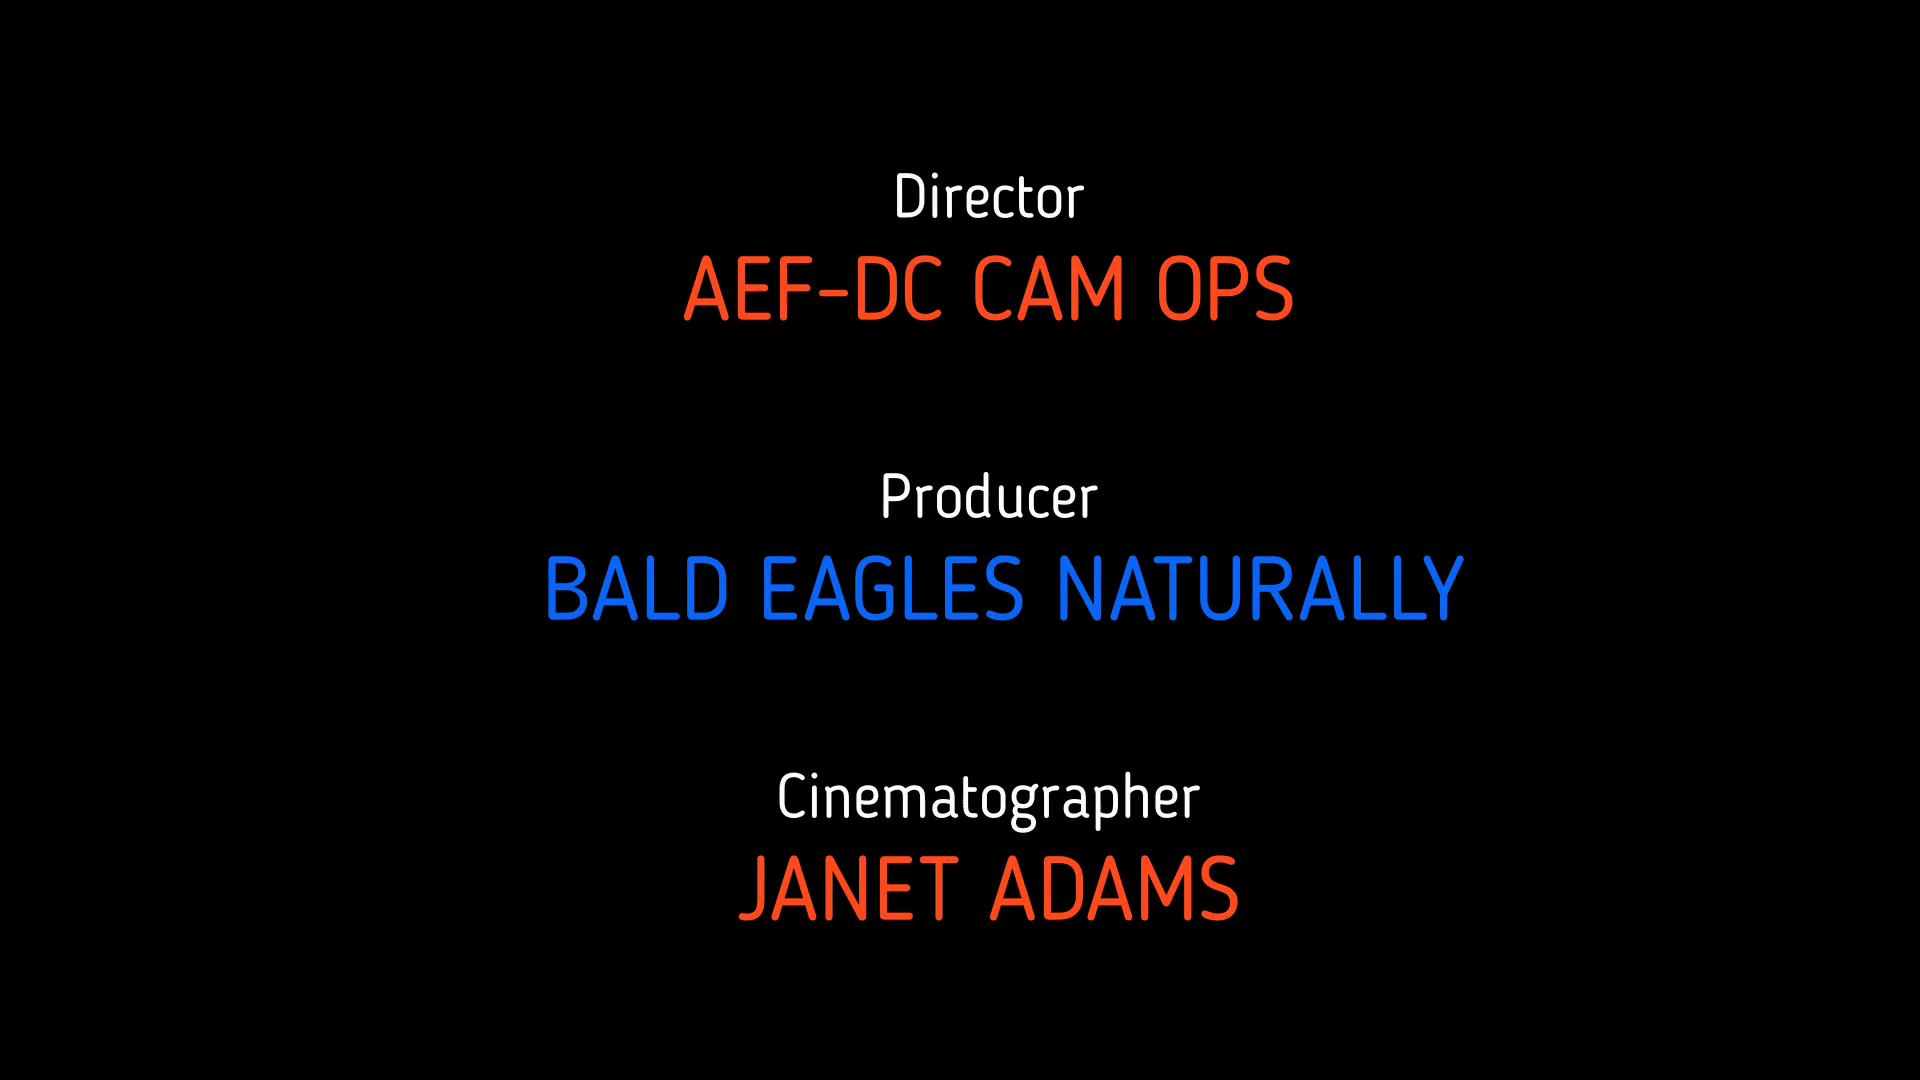 Director
AEF-DC CAM OPS
Producer
BALD EAGLES NATURALLY
Cinematographer
JANET ADAMS